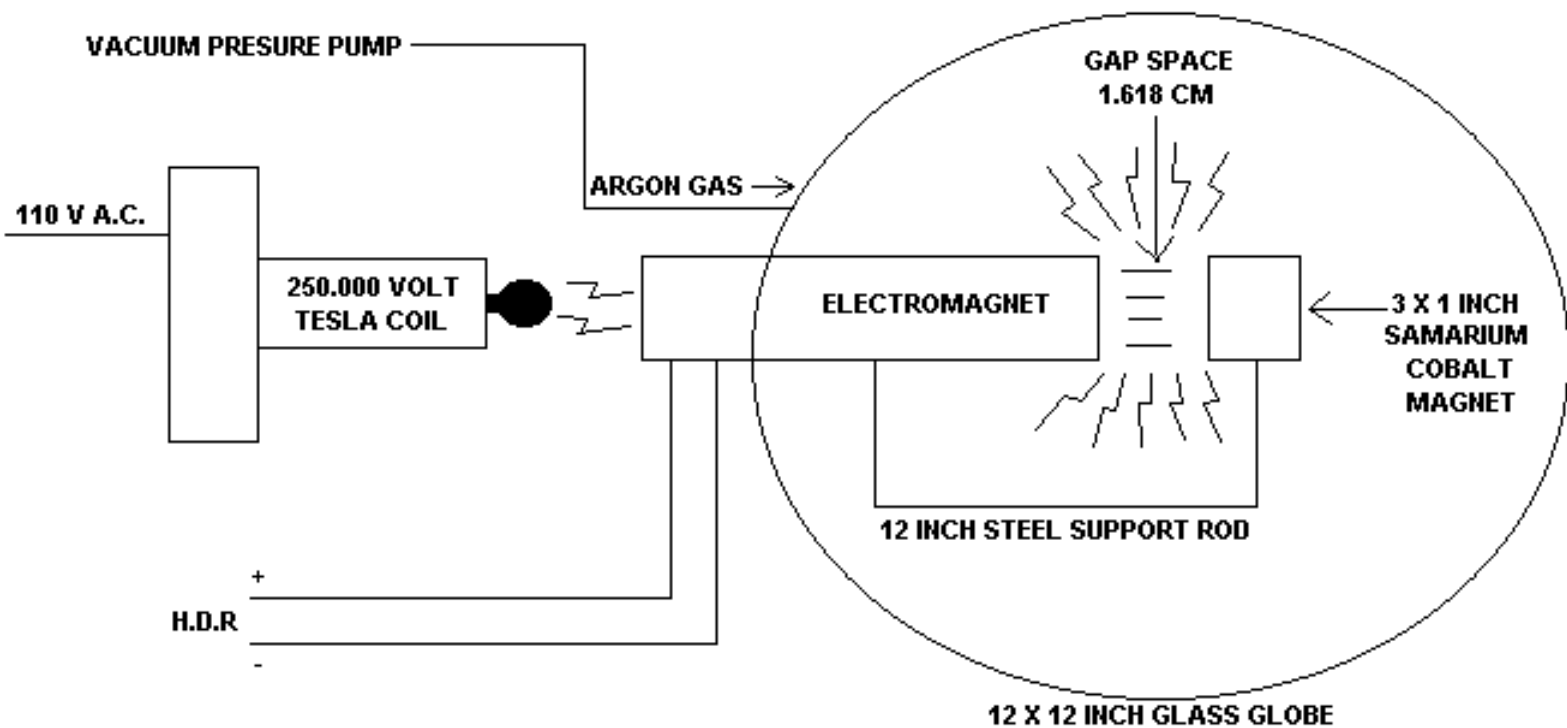 VACUUM PRESURE PUMP
GAP SPACE
1.618 CM
ARGON GAS
110 V A.C.
250.000 VOLT
TESLA COIL
ELECTROMAGNET
3 X 1 INCH
SAMARIUM
COBALT
MAGNET
12 INCH STEEL SUPPORT ROD
+
H.D.R
-
12 X 12 INCH GLASS GLOBE